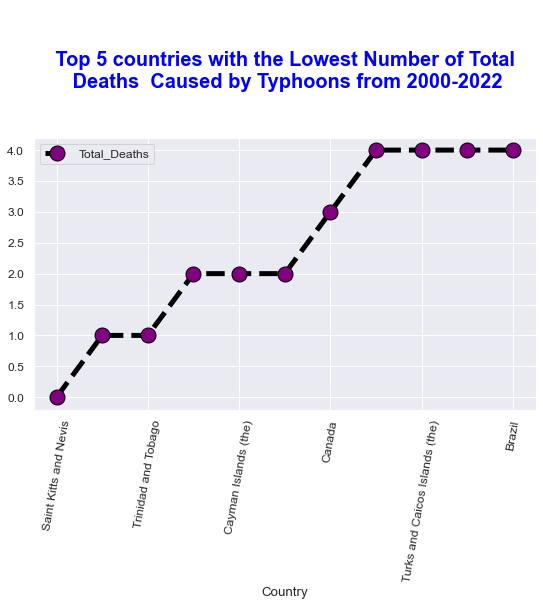 Top 5 countries with the Lowest Number of Total
Deaths  Caused by Typhoons from 2000-2022
Total_Deaths
4.0
3.5
3.0
2.5
2.0
1.5
1.0
0.5
0.0
Saint Kitts and Nevis
Trinidad and Tobago
Cayman Islands (the)
Canada
Turks and Caicos Islands (the)
Brazil
Country